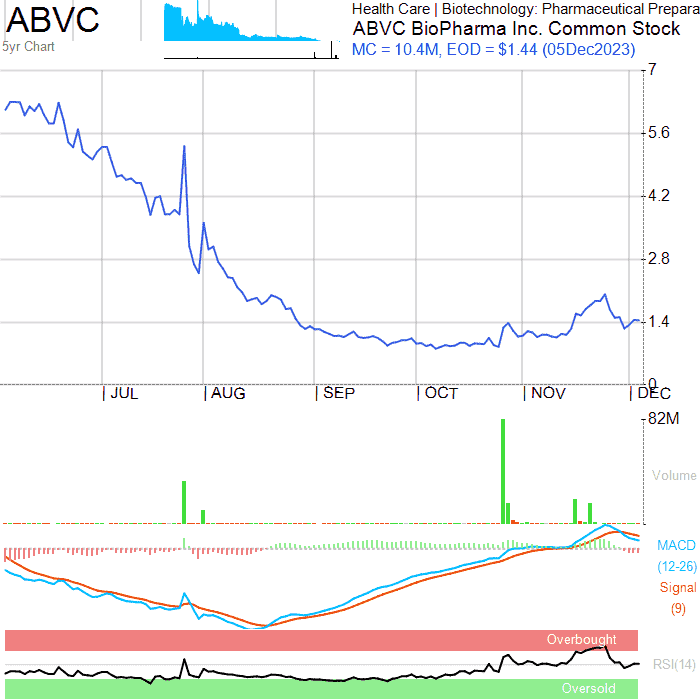 ABVC
5yr Chart
Health Care | Biotechnology: Pharmaceutical Prepara
ABVC BioPharma Inc. Common Stock
MC = 10.4M, EOD = $1.44 (05Dec2023)
7
5.6
4.2
2.8
1.4
0
| JUL | AUG | SEP | OCT | NOV | DEC
82M
Volume
MACD
(12-26)
Signal
(9)
Overbought
RSI(14)
Oversold